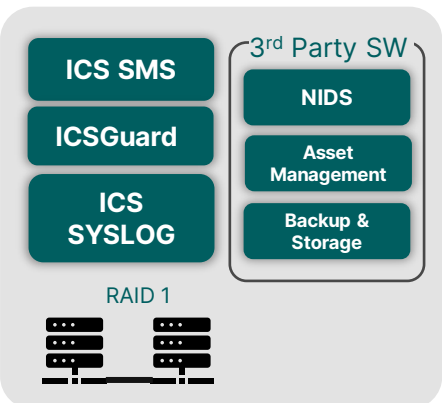 ICS SMS
ICSGuard
ICS
SYSLOG
3rd Party SW
NIDS
Asset
Management
Backup &
Storage
RAID 1